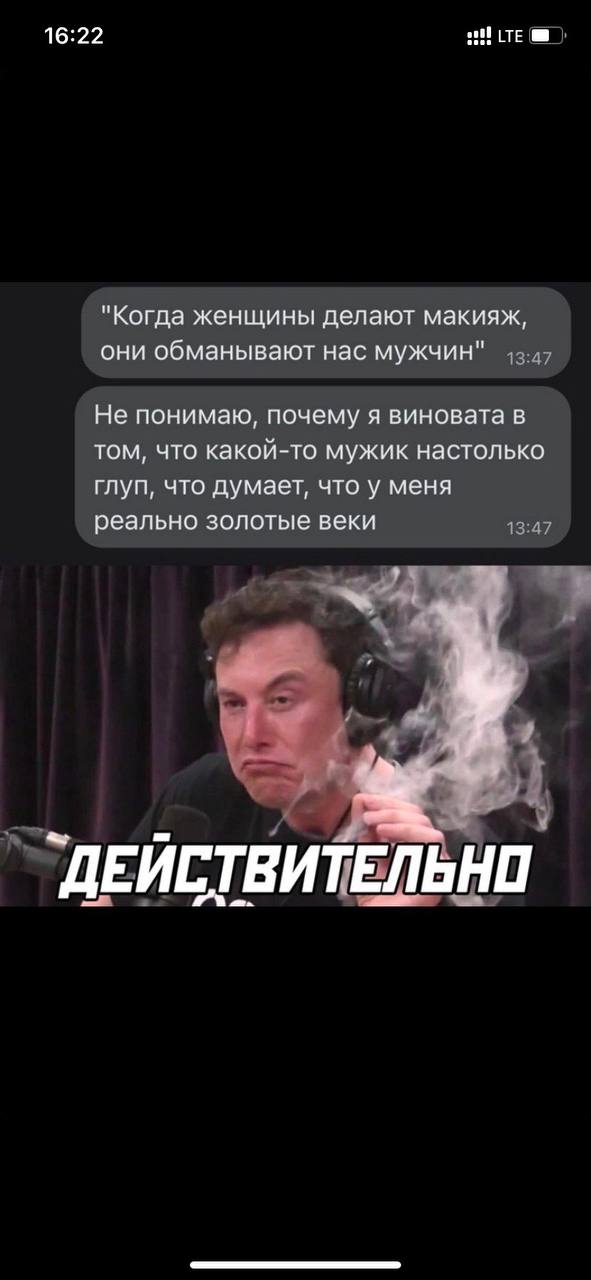 16:22
LTE
"Когда женщины делают макияж,
они обманывают нас мужчин" 13:47
Не понимаю, почему я виновата в
том, что какой-то мужик настолько
глуп, что думает, что у меня
реально золотые веки 13:47
ДЕЙСТВИТЕЛЬНО